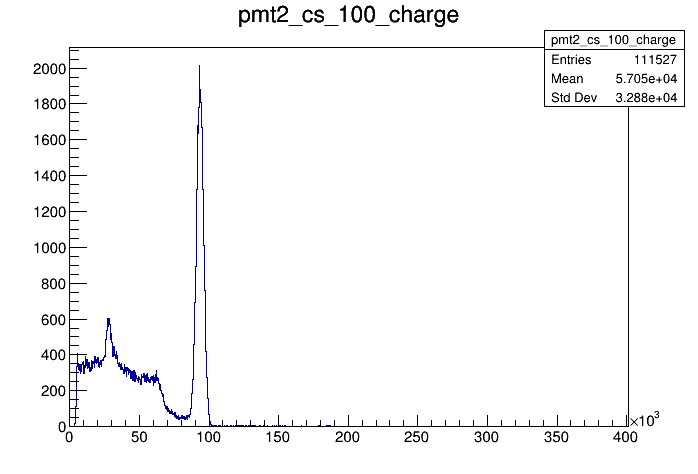 pmt2_cs_100_charge
pmt2_cs_100_charge
Entries 111527
Mean 5.705e+04
Std Dev 3.288e+04
2000
1800
1600
1400
1200
1000
800
600
400
200
0
0 50 100 150 200 250 300 350 400
×10³